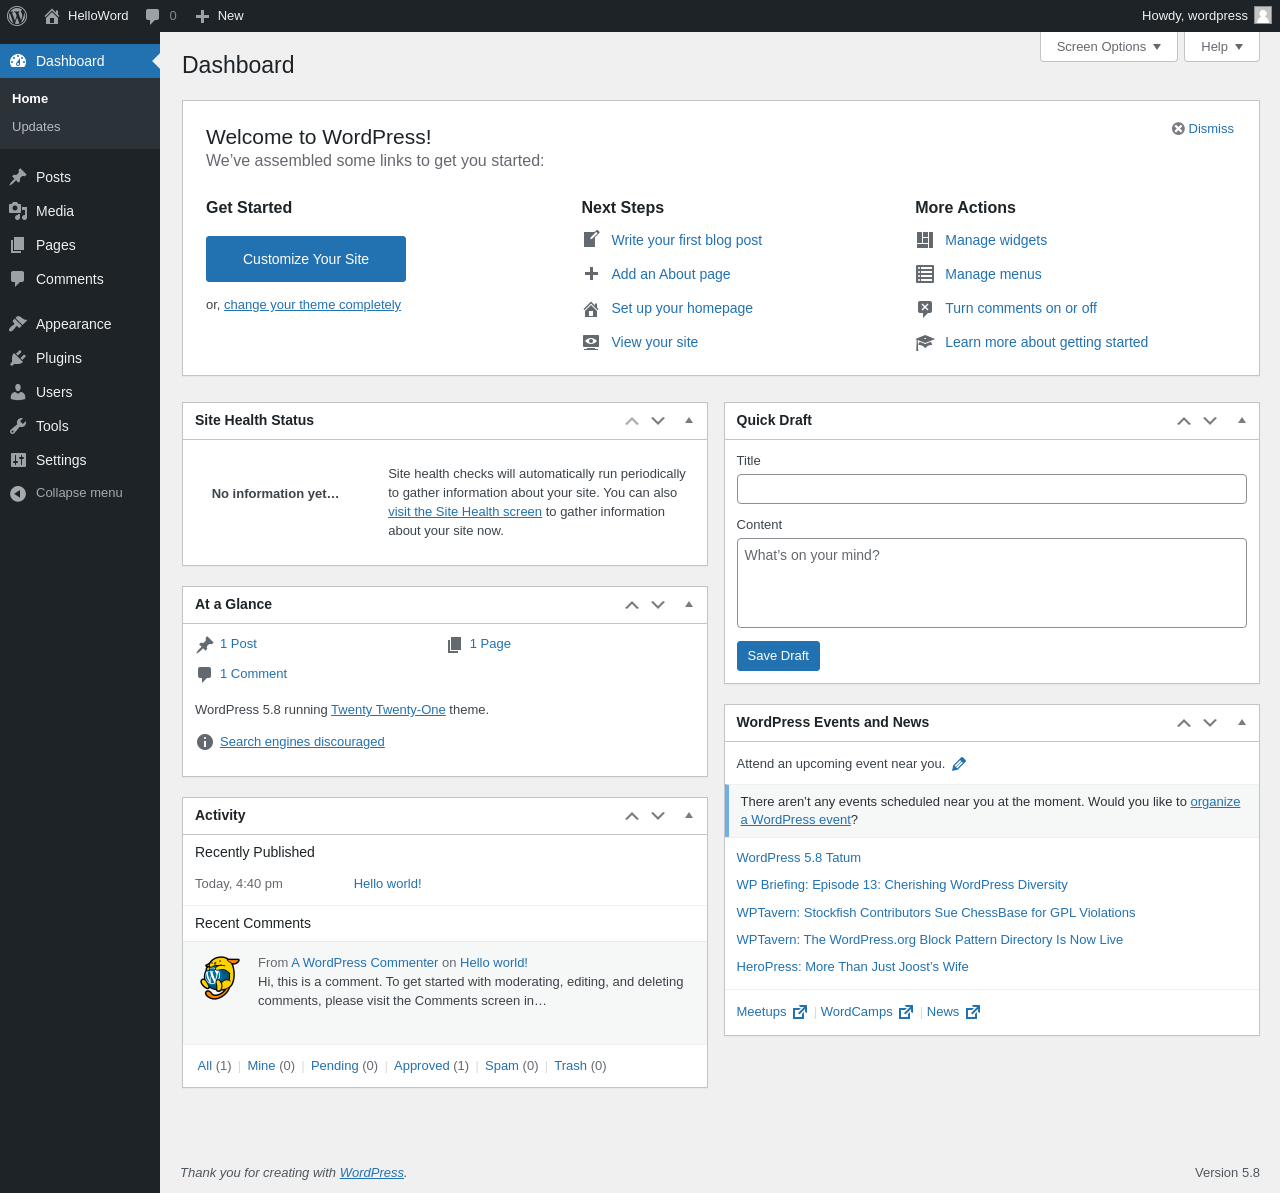 HelloWord 0 New Howdy, wordpress
Screen Options Help
Dashboard
Home
Updates
Posts
Media
Pages
Comments
Appearance
Plugins
Users
Tools
Settings
Collapse menu
Dashboard
Welcome to WordPress!
Dismiss
We’ve assembled some links to get you started:
Get Started
Customize Your Site
or, change your theme completely
Next Steps
Write your first blog post
Add an About page
Set up your homepage
View your site
More Actions
Manage widgets
Manage menus
Turn comments on or off
Learn more about getting started
Site Health Status
No information yet…
Site health checks will automatically run periodically
to gather information about your site. You can also
visit the Site Health screen to gather information
about your site now.
At a Glance
1 Post 1 Page
1 Comment
WordPress 5.8 running Twenty Twenty-One theme.
Search engines discouraged
Activity
Recently Published
Today, 4:40 pm Hello world!
Recent Comments
From A WordPress Commenter on Hello world!
Hi, this is a comment. To get started with moderating, editing, and deleting
comments, please visit the Comments screen in…
All (1) | Mine (0) | Pending (0) | Approved (1) | Spam (0) | Trash (0)
Quick Draft
Title
Content
What’s on your mind?
Save Draft
WordPress Events and News
Attend an upcoming event near you.
There aren’t any events scheduled near you at the moment. Would you like to organize
a WordPress event?
WordPress 5.8 Tatum
WP Briefing: Episode 13: Cherishing WordPress Diversity
WPTavern: Stockfish Contributors Sue ChessBase for GPL Violations
WPTavern: The WordPress.org Block Pattern Directory Is Now Live
HeroPress: More Than Just Joost’s Wife
Meetups | WordCamps | News
Thank you for creating with WordPress.
Version 5.8